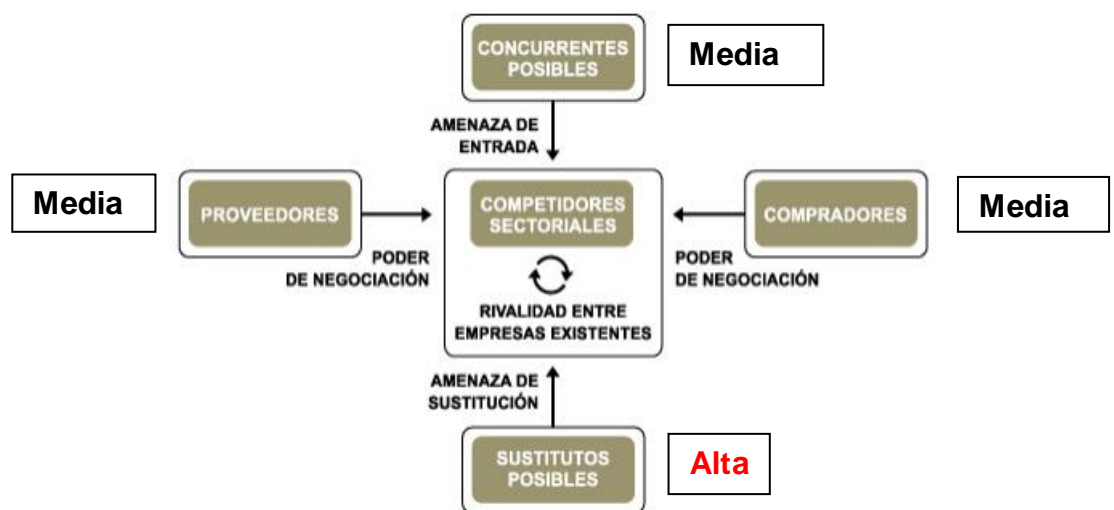 CONCURRENTES
POSIBLES
Media
AMENAZA DE
ENTRADA
Media
PROVEEDORES
PODER
DE NEGOCIACIÓN
COMPETIDORES
SECTORIALES
RIVALIDAD ENTRE
EMPRESAS EXISTENTES
COMPRADORES
Media
PODER
DE NEGOCIACIÓN
AMENAZA DE
SUSTITUCIÓN
SUSTITUTOS
POSIBLES
Alta